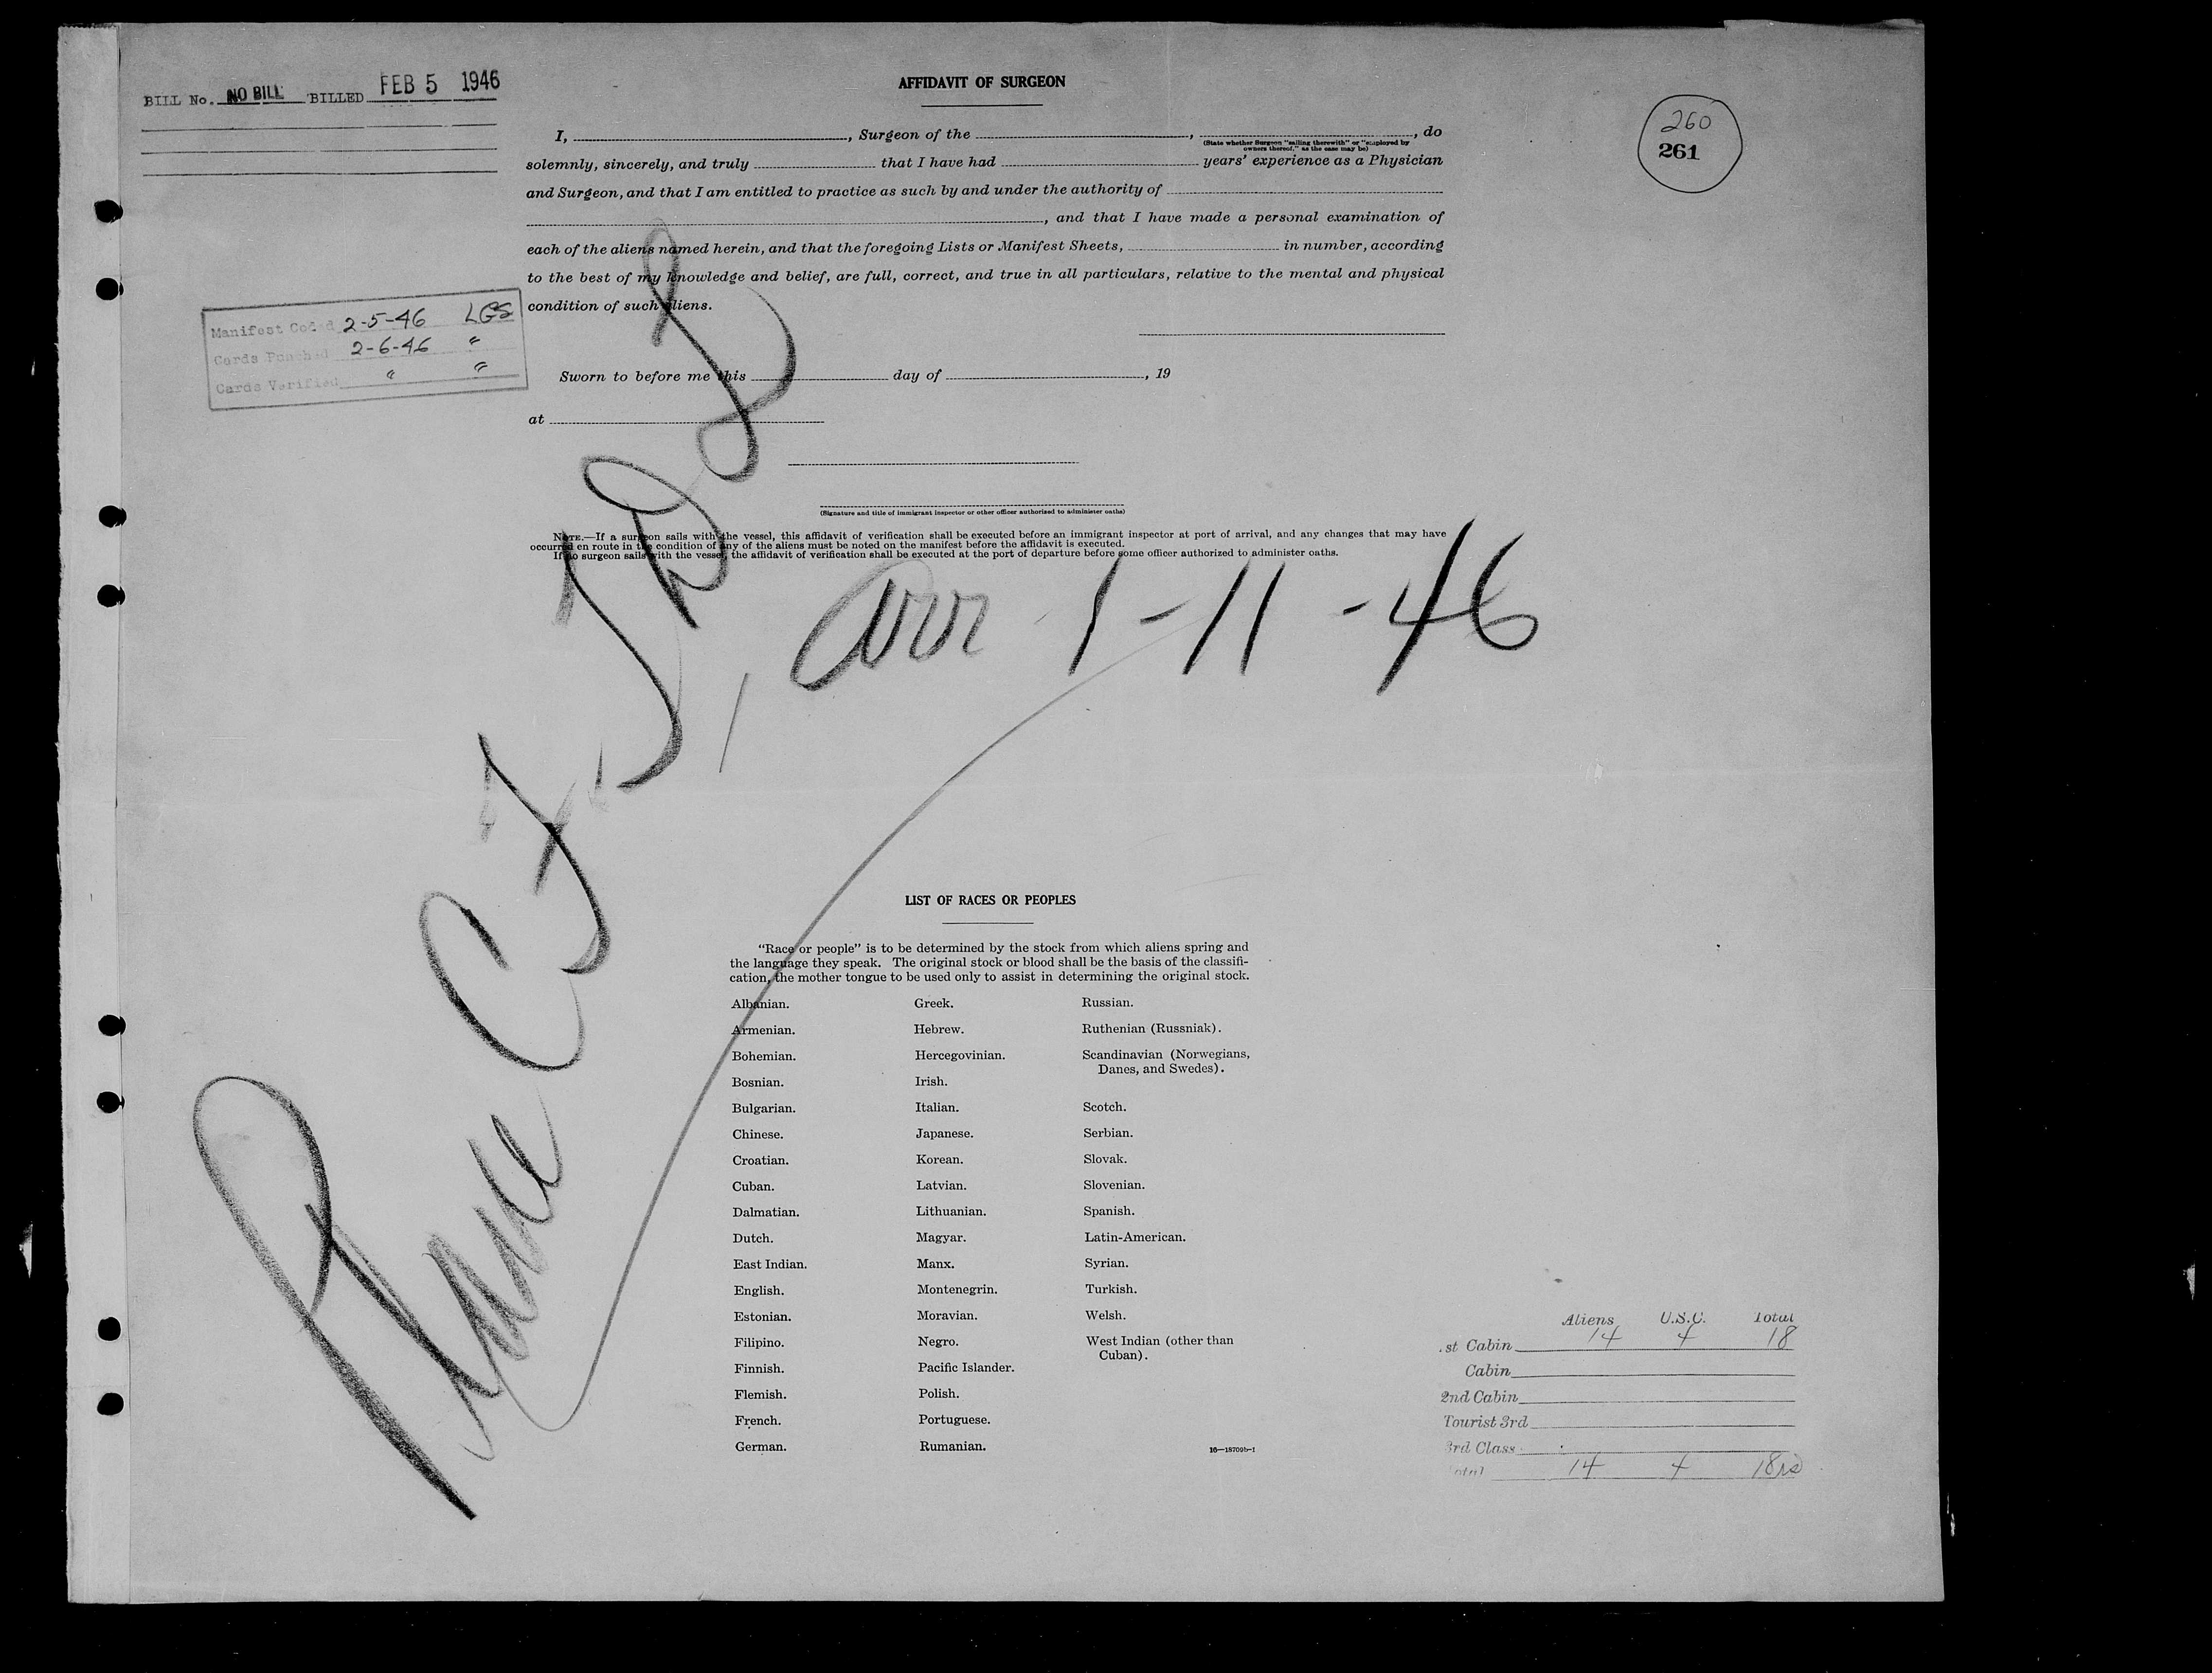 BILL No. NO BILL BILLED FEB 5 1946
AFFIDAVIT OF SURGEON
260
261
I, , Surgeon of the , , do
(State whether Surgeon "sailing therewith" or "employed by
owners thereof," as the case may be)
solemnly, sincerely, and truly that I have had years' experience as a Physician
and Surgeon, and that I am entitled to practice as such by and under the authority of
, and that I have made a personal examination of
each of the aliens named herein, and that the foregoing Lists or Manifest Sheets, in number, according
to the best of my knowledge and belief, are full, correct, and true in all particulars, relative to the mental and physical
condition of such aliens.
Manifest Coded 2-5-46 LGS
Cards Punched 2-6-46 "
Cards Verified " "
Sworn to before me this day of , 19
at
(Signature and title of immigrant inspector or other officer authorized to administer oaths)
NOTE.—If a surgeon sails with the vessel, this affidavit of verification shall be executed before an immigrant inspector at port of arrival, and any changes that may have
occurred en route in the condition of any of the aliens must be noted on the manifest before the affidavit is executed.
If no surgeon sails with the vessel, the affidavit of verification shall be executed at the port of departure before some officer authorized to administer oaths.
Plane
arr 1-11-46
LIST OF RACES OR PEOPLES
"Race or people" is to be determined by the stock from which aliens spring and
the language they speak. The original stock or blood shall be the basis of the classifi-
cation, the mother tongue to be used only to assist in determining the original stock.
Albanian.
Armenian.
Bohemian.
Bosnian.
Bulgarian.
Chinese.
Croatian.
Cuban.
Dalmatian.
Dutch.
East Indian.
English.
Estonian.
Filipino.
Finnish.
Flemish.
French.
German.
Greek.
Hebrew.
Hercegovinian.
Irish.
Italian.
Japanese.
Korean.
Latvian.
Lithuanian.
Magyar.
Manx.
Montenegrin.
Moravian.
Negro.
Pacific Islander.
Polish.
Portuguese.
Rumanian.
Russian.
Ruthenian (Russniak).
Scandinavian (Norwegians,
Danes, and Swedes).
Scotch.
Serbian.
Slovak.
Slovenian.
Spanish.
Latin-American.
Syrian.
Turkish.
Welsh.
West Indian (other than
Cuban).
16—18709b-1
Aliens U.S.C. Total
st Cabin 14 4 18
Cabin
2nd Cabin
Tourist 3rd
3rd Class
otal 14 4 18